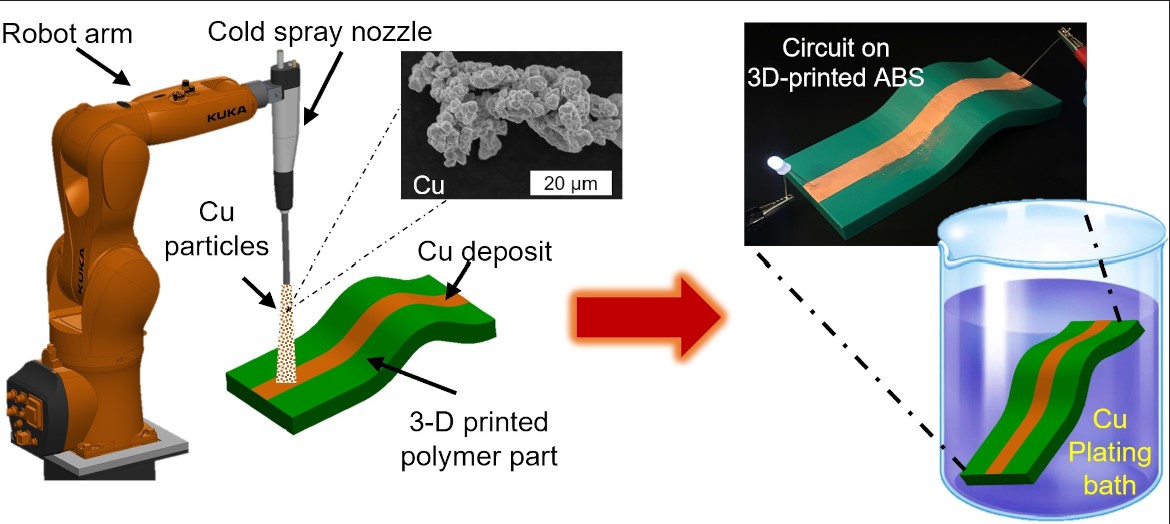 Robot arm
Cold spray nozzle
KUKA
KUKA
Cu
20 µm
Cu
particles
Cu deposit
3-D printed
polymer part
Circuit on
3D-printed ABS
Cu
Plating
bath